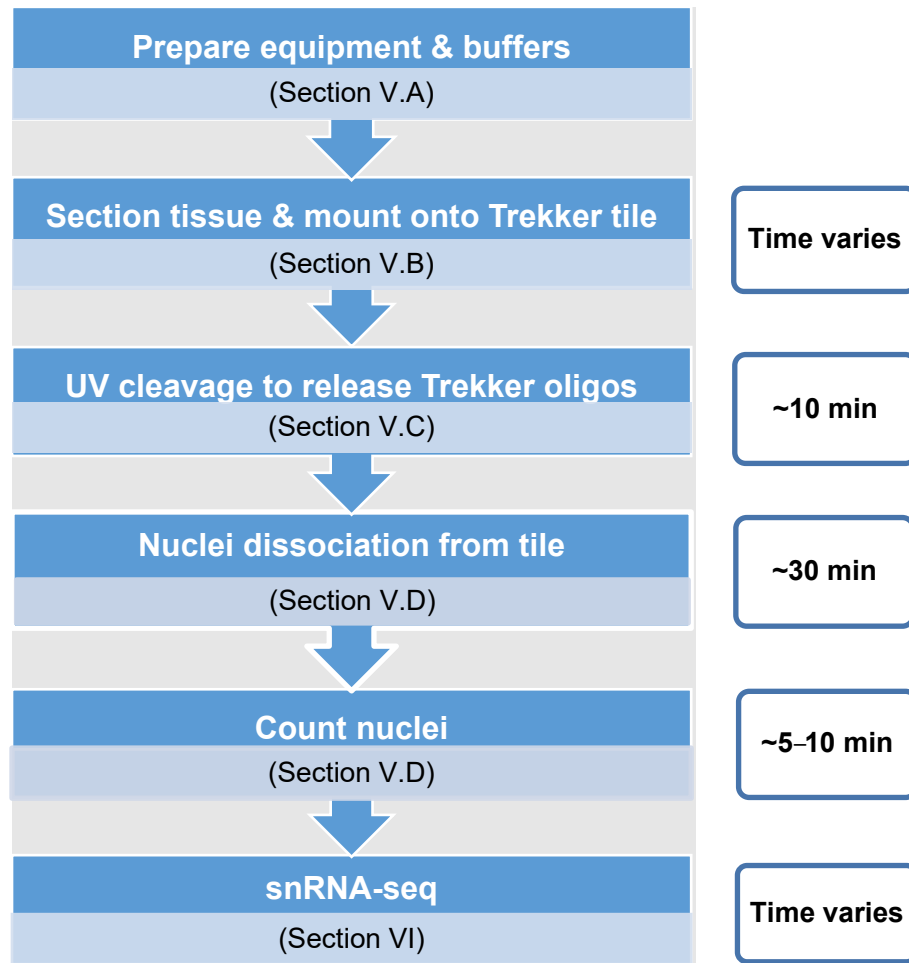 Prepare equipment & buffers
(Section V.A)
Section tissue & mount onto Trekker tile
(Section V.B)
Time varies
UV cleavage to release Trekker oligos
(Section V.C)
~10 min
Nuclei dissociation from tile
(Section V.D)
~30 min
Count nuclei
(Section V.D)
~5–10 min
snRNA-seq
(Section VI)
Time varies